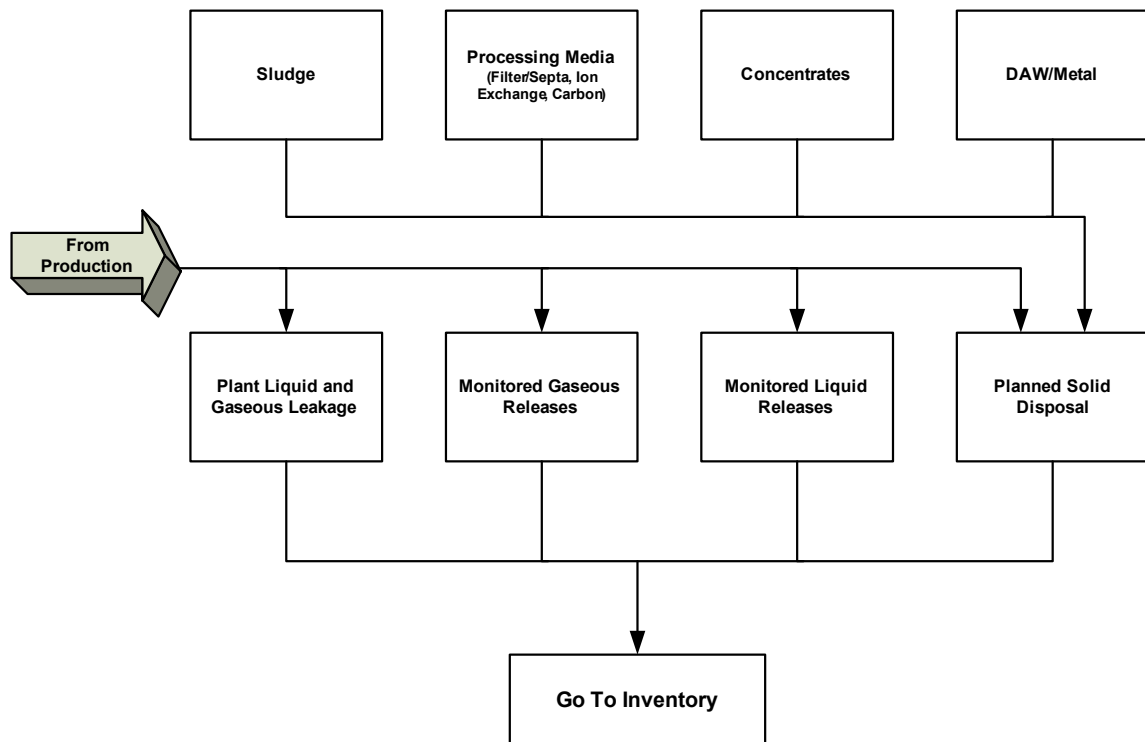 Sludge
Processing Media
(Filter/Septa, Ion
Exchange, Carbon)
Concentrates
DAW/Metal
From
Production
Plant Liquid and
Gaseous Leakage
Monitored Gaseous
Releases
Monitored Liquid
Releases
Planned Solid
Disposal
Go To Inventory